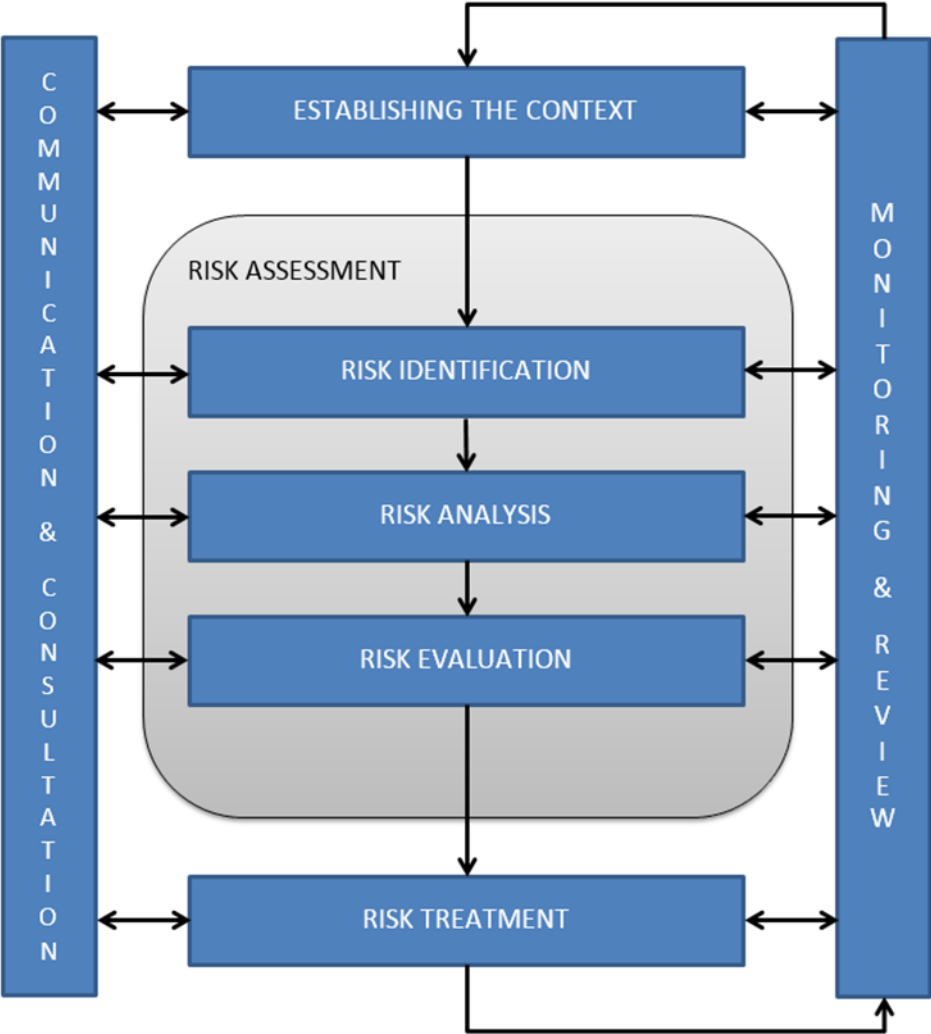 COMMUNICATION & CONSULTATION
ESTABLISHING THE CONTEXT
RISK ASSESSMENT
RISK IDENTIFICATION
RISK ANALYSIS
RISK EVALUATION
RISK TREATMENT
MONITORING & REVIEW